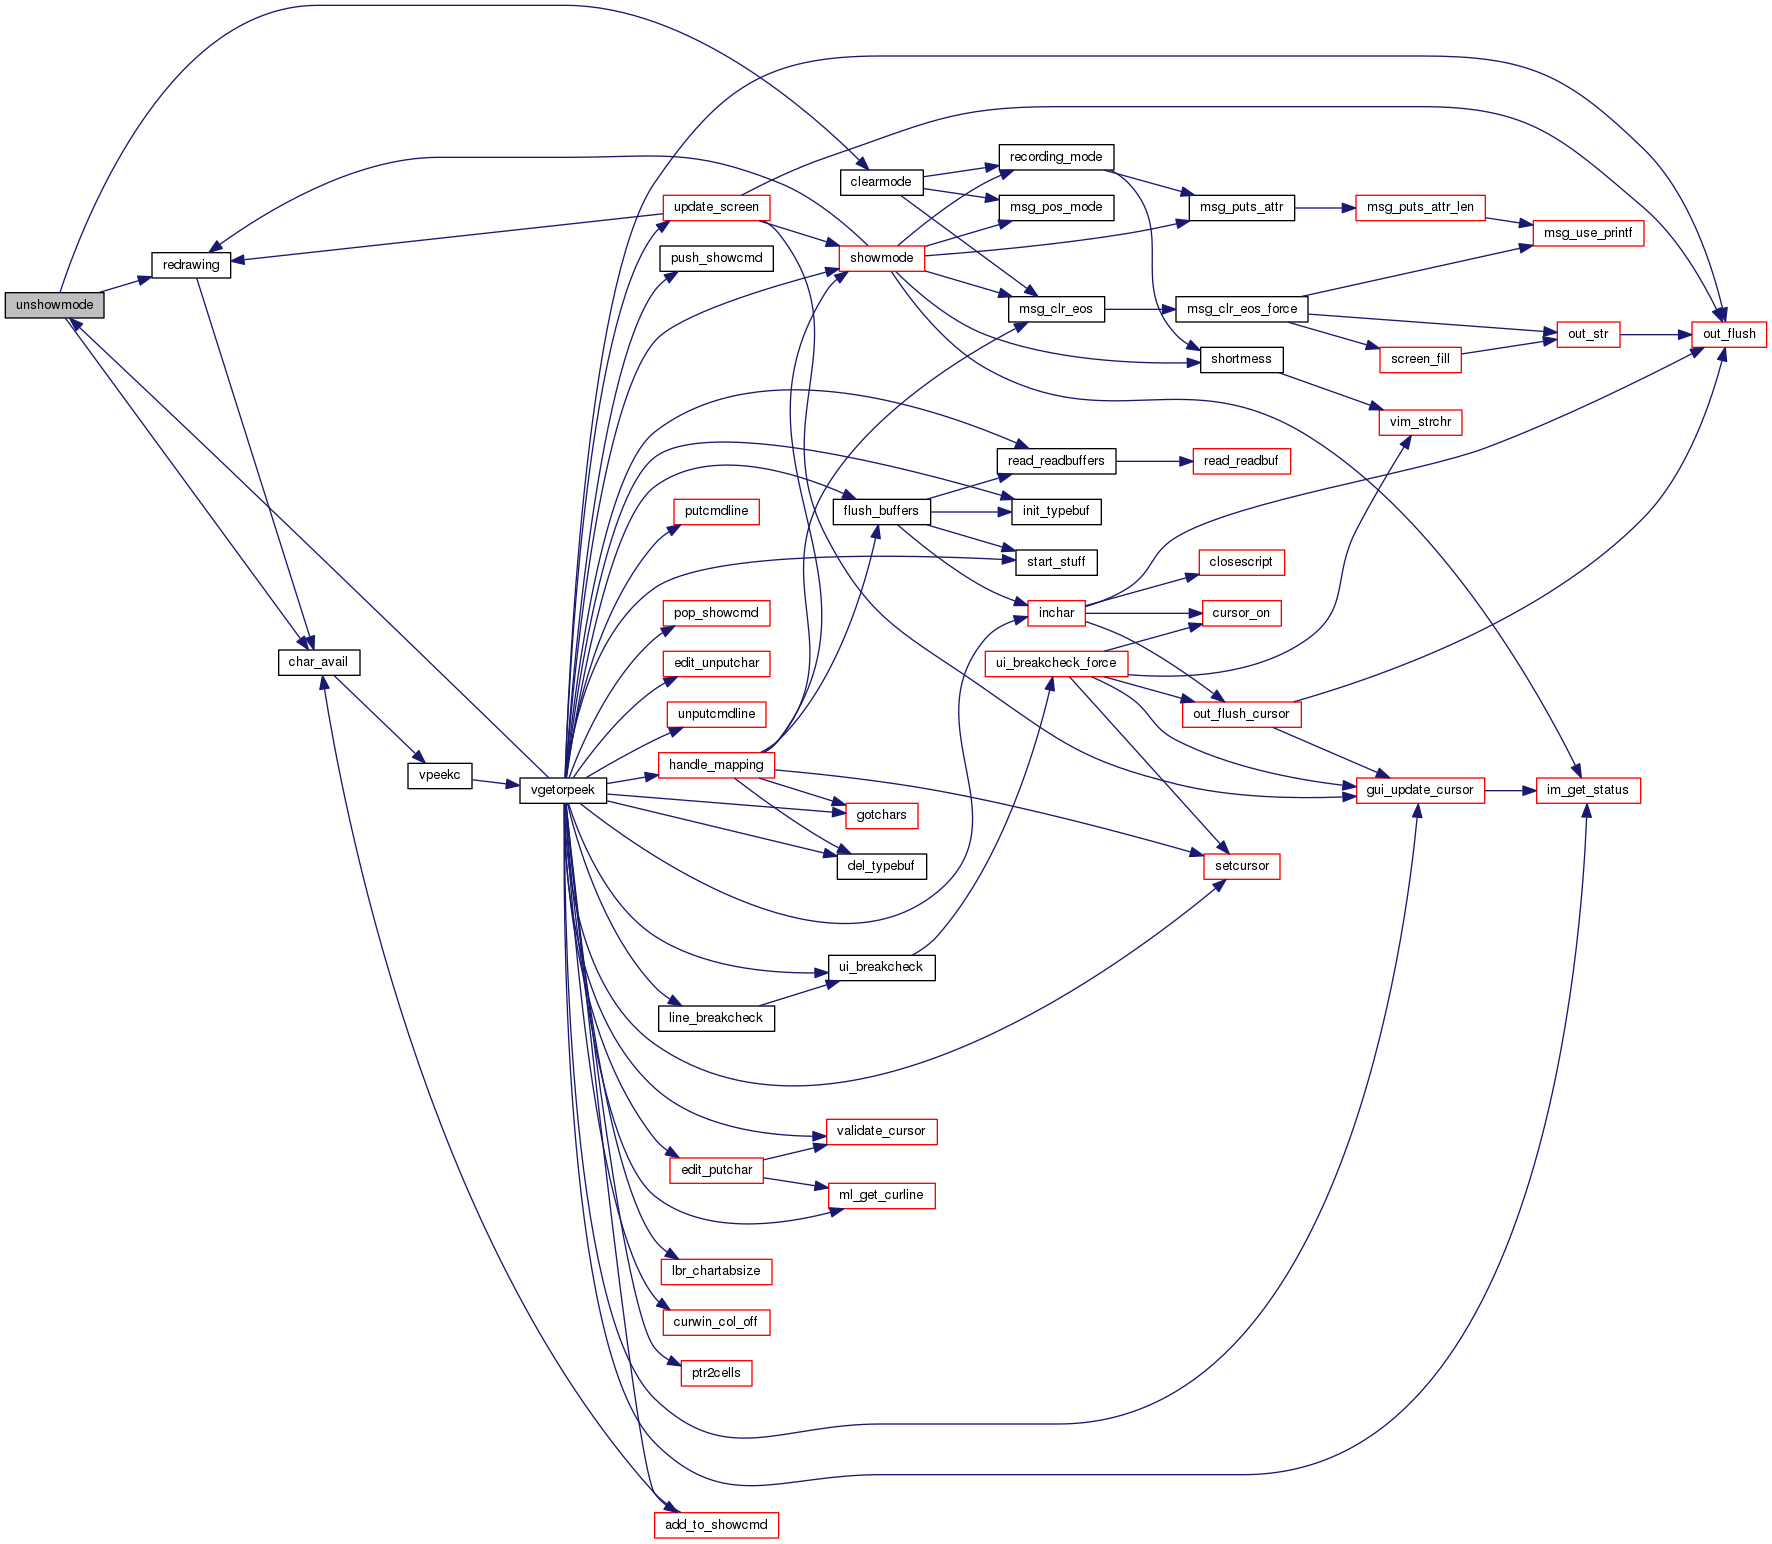 unshowmode
redrawing
char_avail
vpeekc
vgetorpeek
update_screen
push_showcmd
putcmdline
pop_showcmd
edit_unputchar
unputcmdline
handle_mapping
line_breakcheck
edit_putchar
lbr_chartabsize
curwin_col_off
ptr2cells
add_to_showcmd
clearmode
showmode
flush_buffers
gotchars
del_typebuf
ui_breakcheck
validate_cursor
ml_get_curline
recording_mode
msg_pos_mode
msg_clr_eos
read_readbuffers
init_typebuf
start_stuff
inchar
ui_breakcheck_force
msg_puts_attr
msg_clr_eos_force
shortmess
read_readbuf
closescript
cursor_on
out_flush_cursor
setcursor
msg_puts_attr_len
screen_fill
vim_strchr
gui_update_cursor
msg_use_printf
out_str
im_get_status
out_flush